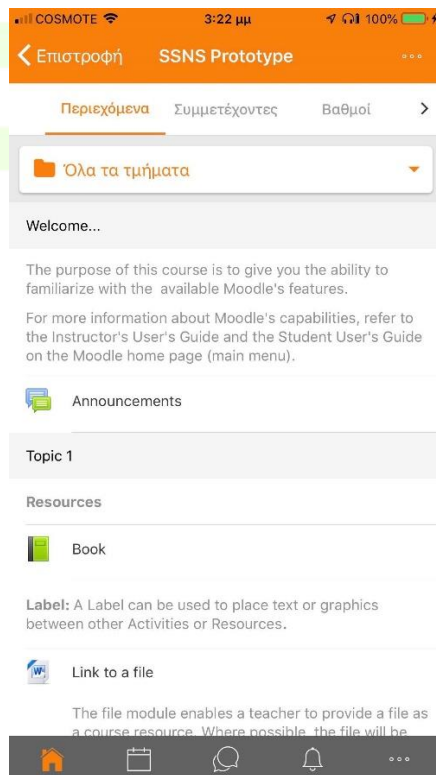 COSMOTE 3:22 μμ 100%
Επιστροφή SSNS Prototype
Περιεχόμενα Συμμετέχοντες Βαθμοί
Όλα τα τμήματα
Welcome...
The purpose of this course is to give you the ability to
familiarize with the available Moodle's features.
For more information about Moodle's capabilities, refer to
the Instructor's User's Guide and the Student User's Guide
on the Moodle home page (main menu).
Announcements
Topic 1
Resources
Book
Label: A Label can be used to place text or graphics
between other Activities or Resources.
Link to a file
The file module enables a teacher to provide a file as
a course resource. Where possible, the file will be